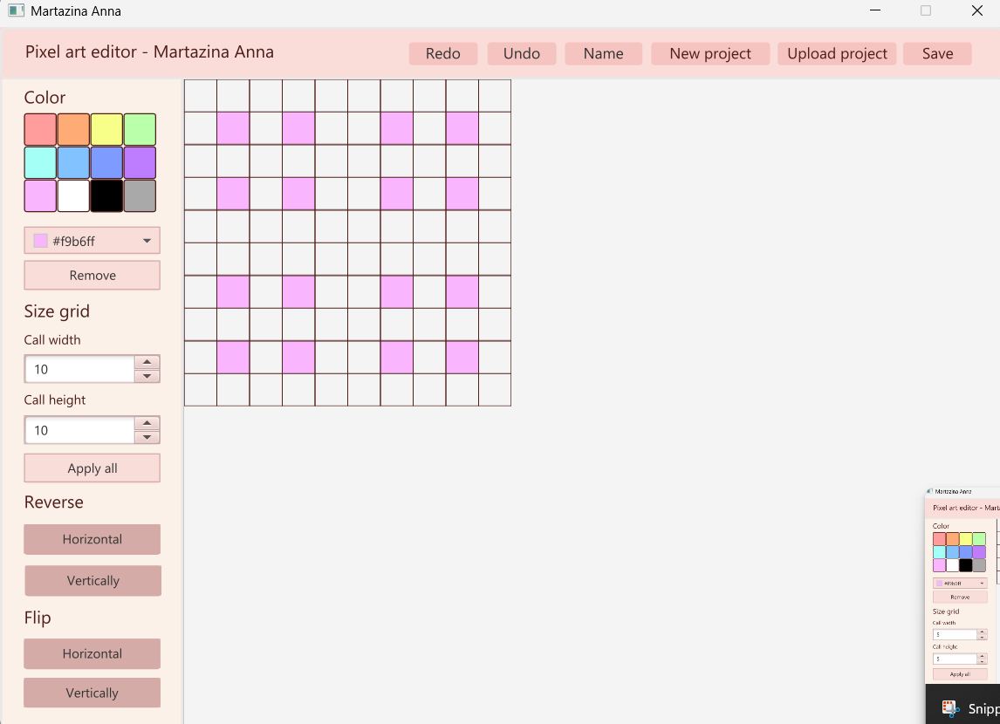 Martazina Anna
Pixel art editor - Martazina Anna
Redo
Undo
Name
New project
Upload project
Save
Color
#f9b6ff
Remove
Size grid
Call width
10
Call height
10
Apply all
Reverse
Horizontal
Vertically
Flip
Horizontal
Vertically
Martazina Anna
Pixel art editor - Mart
Color
#f9b6ff
Remove
Size grid
Call width
5
Call height
5
Apply all
Snipp